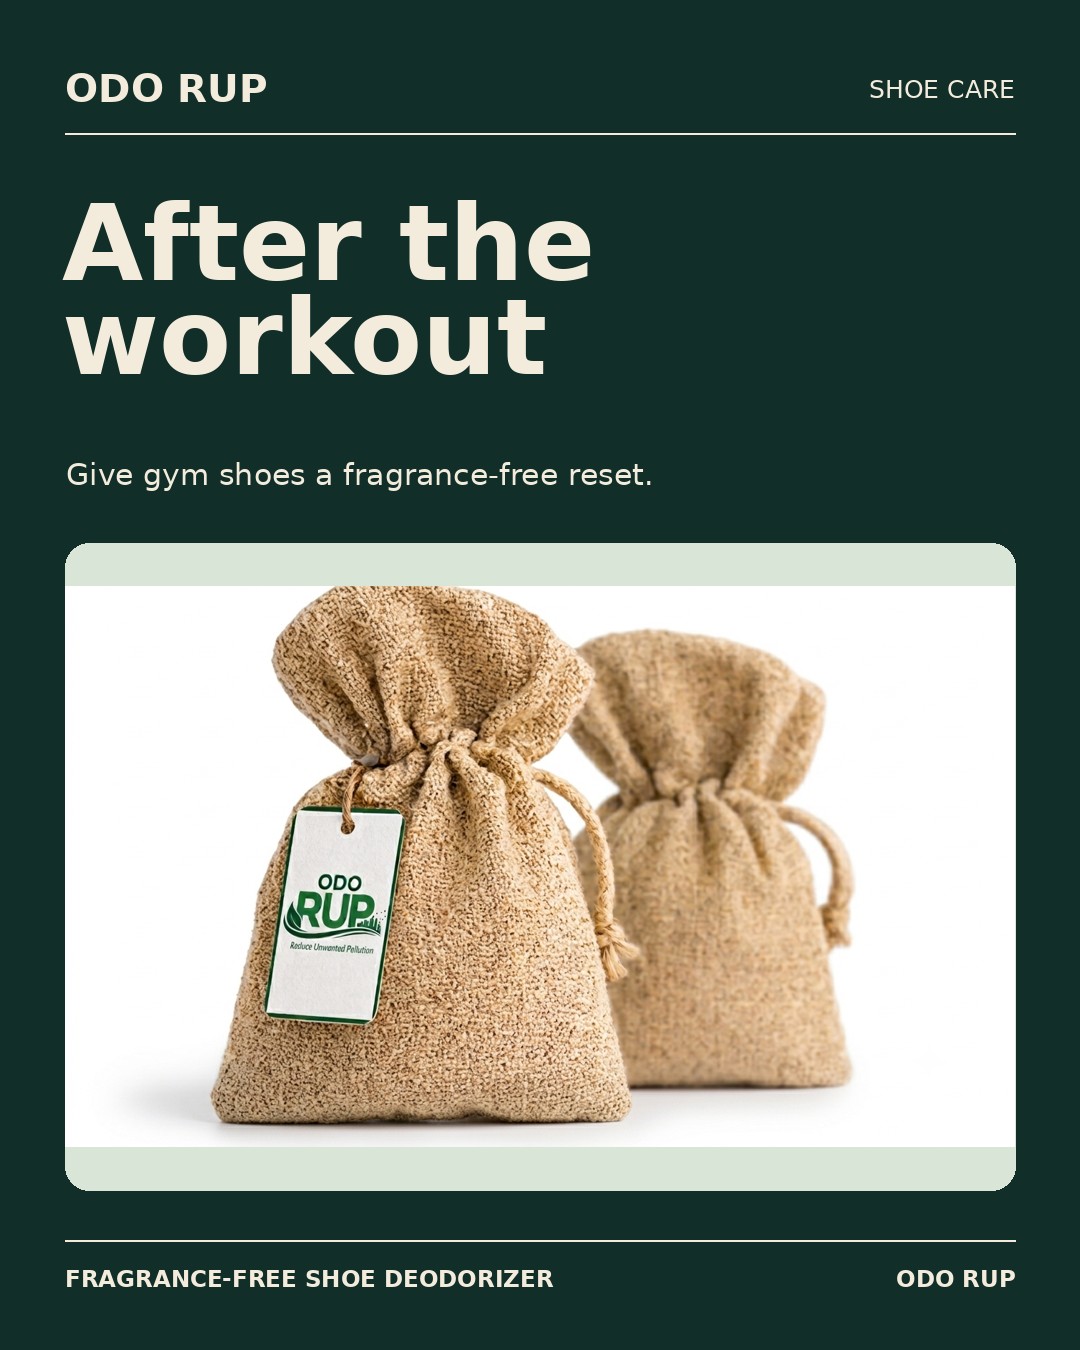 ODO RUP
SHOE CARE
After the
workout
Give gym shoes a fragrance-free reset.
ODO
RUP
Reduce Unwanted Pollution
FRAGRANCE-FREE SHOE DEODORIZER
ODO RUP